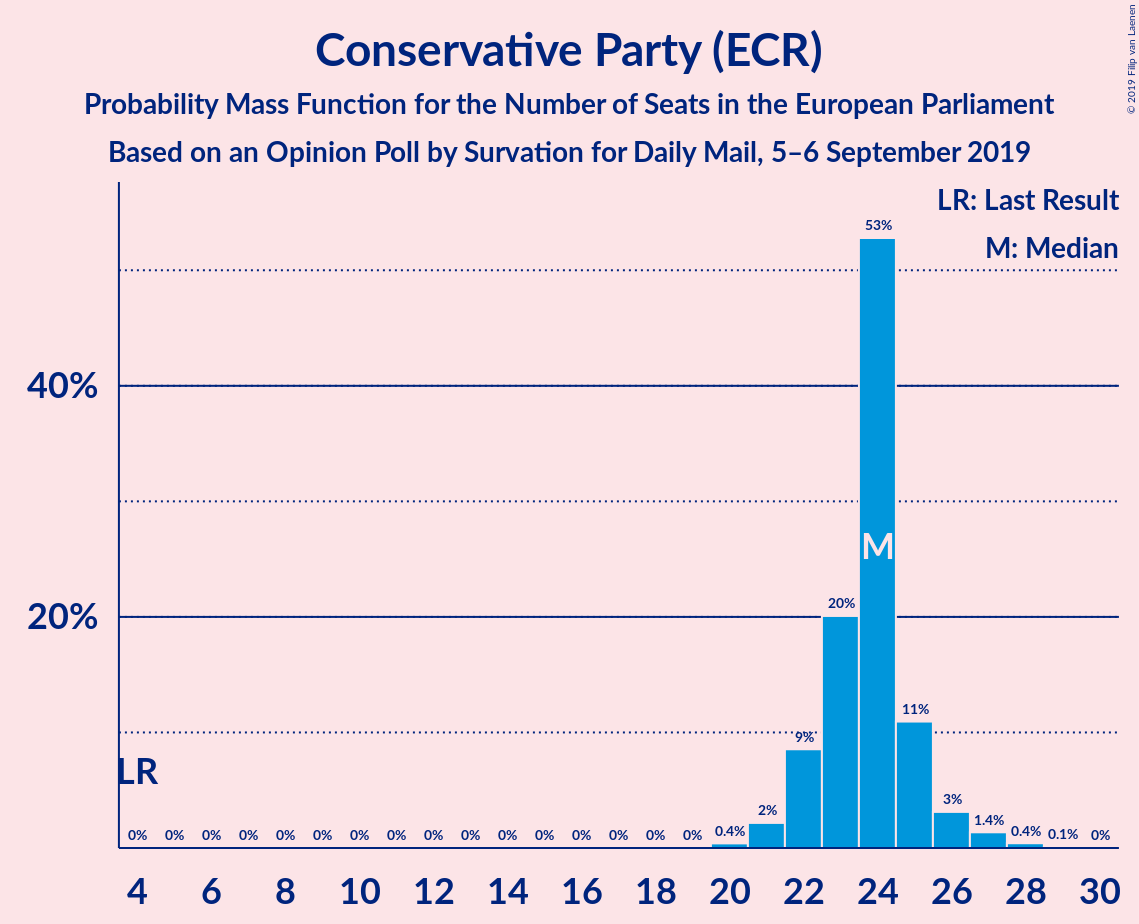 Conservative Party (ECR)
Probability Mass Function for the Number of Seats in the European Parliament
Based on an Opinion Poll by Survation for Daily Mail, 5–6 September 2019
© 2019 Filip van Laenen
LR: Last Result
M: Median
53%
40%
M
20%
20%
11%
9%
LR
3%
2%
1.4%
0% 0% 0% 0% 0% 0% 0% 0% 0% 0% 0% 0% 0% 0% 0% 0% 0.4% 0.4% 0.1% 0%
4 6 8 10 12 14 16 18 20 22 24 26 28 30